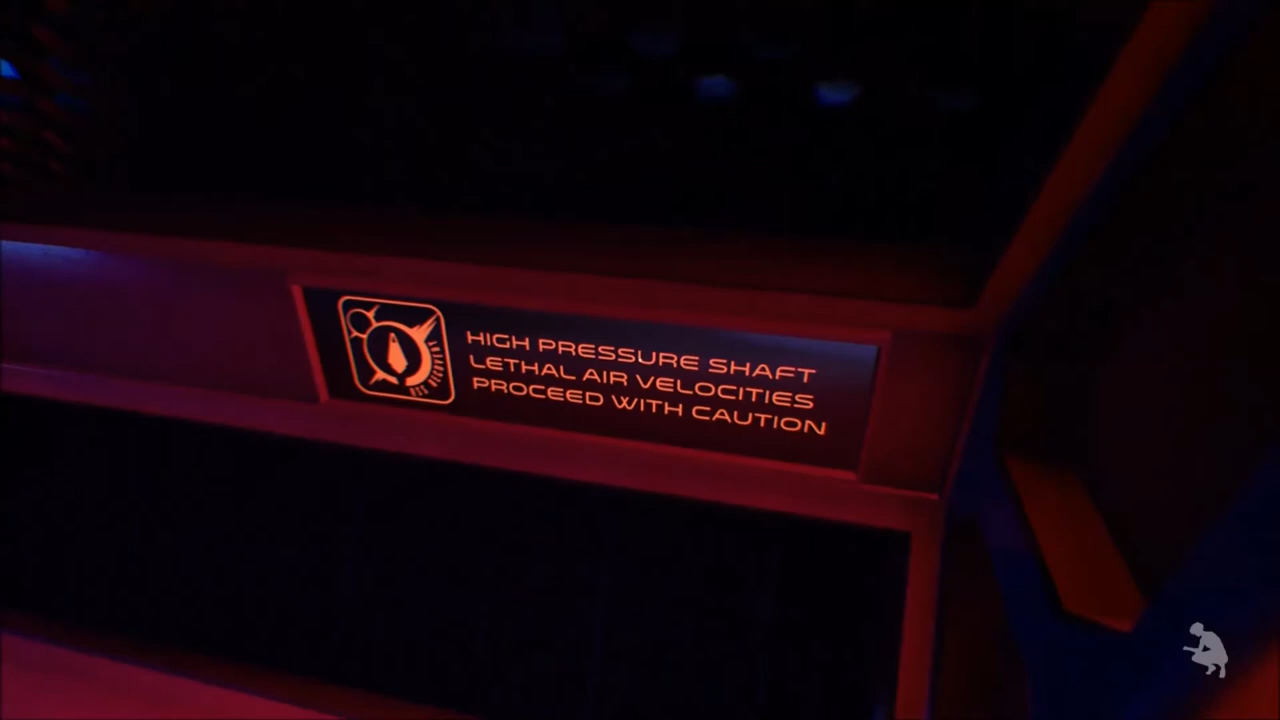 HIGH PRESSURE SHAFT
LETHAL AIR VELOCITIES
PROCEED WITH CAUTION